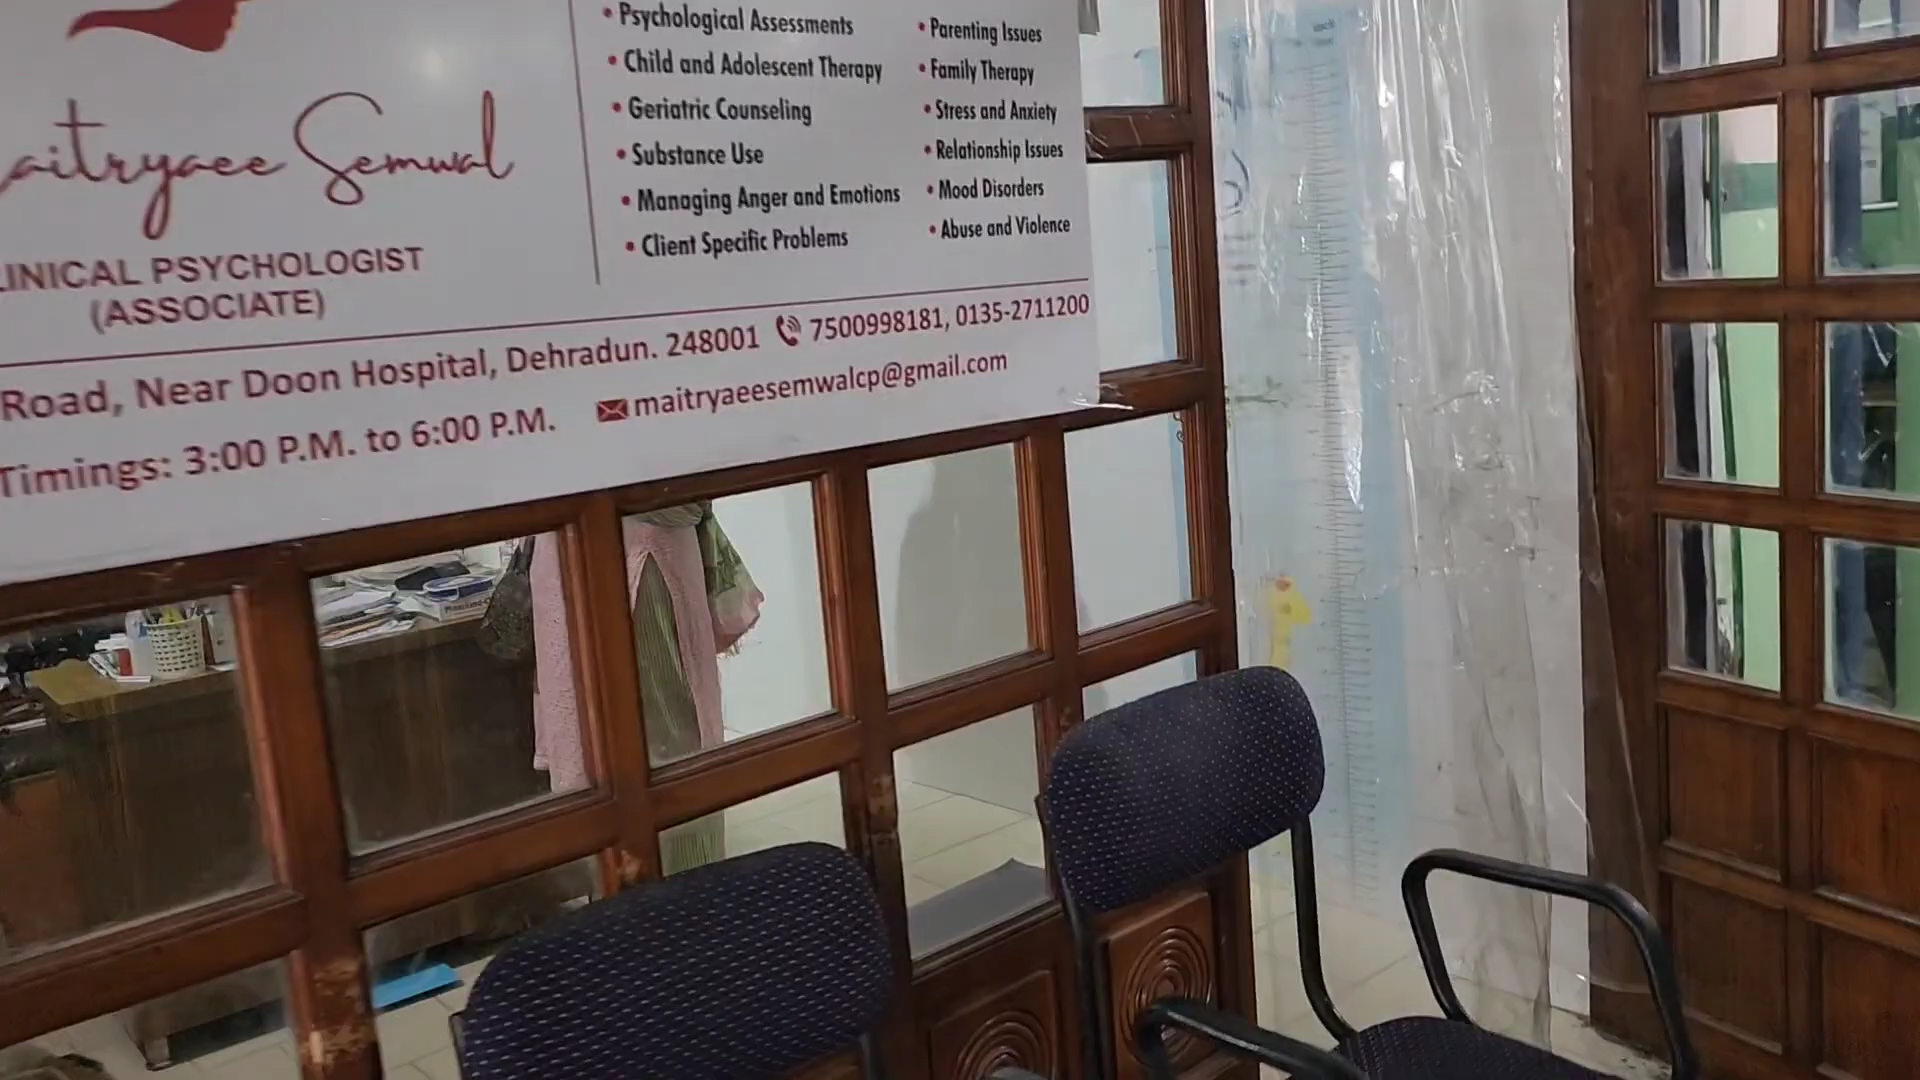 aitryaee Semwal
LINICAL PSYCHOLOGIST
(ASSOCIATE)
• Psychological Assessments
• Child and Adolescent Therapy
• Geriatric Counseling
• Substance Use
• Managing Anger and Emotions
• Client Specific Problems
• Parenting Issues
• Family Therapy
• Stress and Anxiety
• Relationship Issues
• Mood Disorders
• Abuse and Violence
Road, Near Doon Hospital, Dehradun. 248001 7500998181, 0135-2711200
Timings: 3:00 P.M. to 6:00 P.M. maitryaeesemwalcp@gmail.com